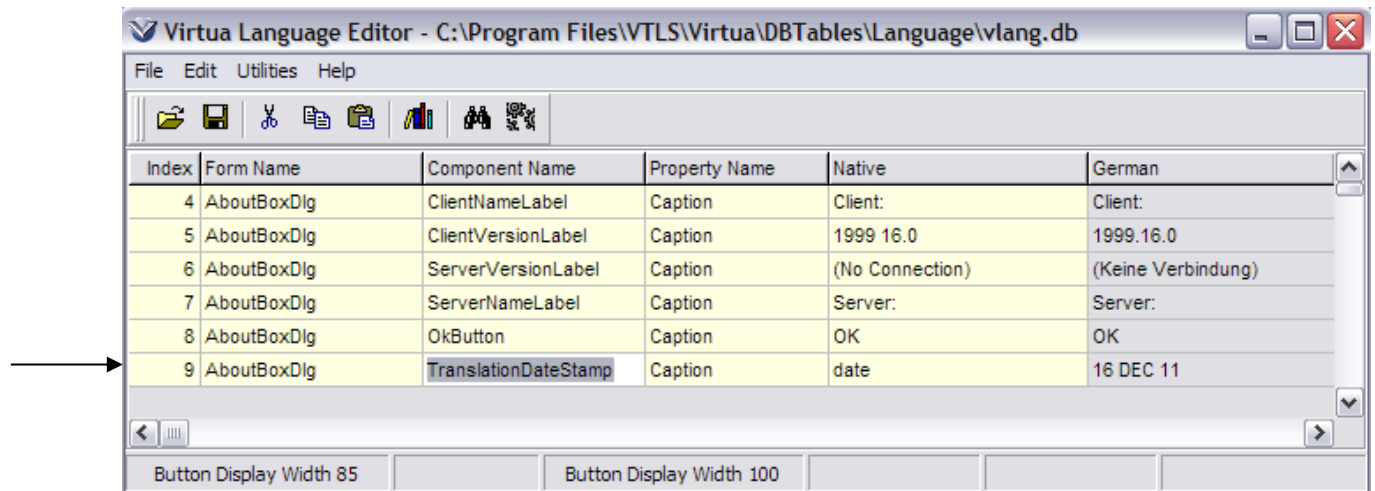 Virtua Language Editor - C:\Program Files\VTLS\Virtua\DBTables\Language\vlang.db
File Edit Utilities Help
Index Form Name Component Name Property Name Native German
4 AboutBoxDlg ClientNameLabel Caption Client: Client:
5 AboutBoxDlg ClientVersionLabel Caption 1999 16.0 1999.16.0
6 AboutBoxDlg ServerVersionLabel Caption (No Connection) (Keine Verbindung)
7 AboutBoxDlg ServerNameLabel Caption Server: Server:
8 AboutBoxDlg OkButton Caption OK OK
9 AboutBoxDlg TranslationDateStamp Caption date 16 DEC 11
Button Display Width 85 Button Display Width 100